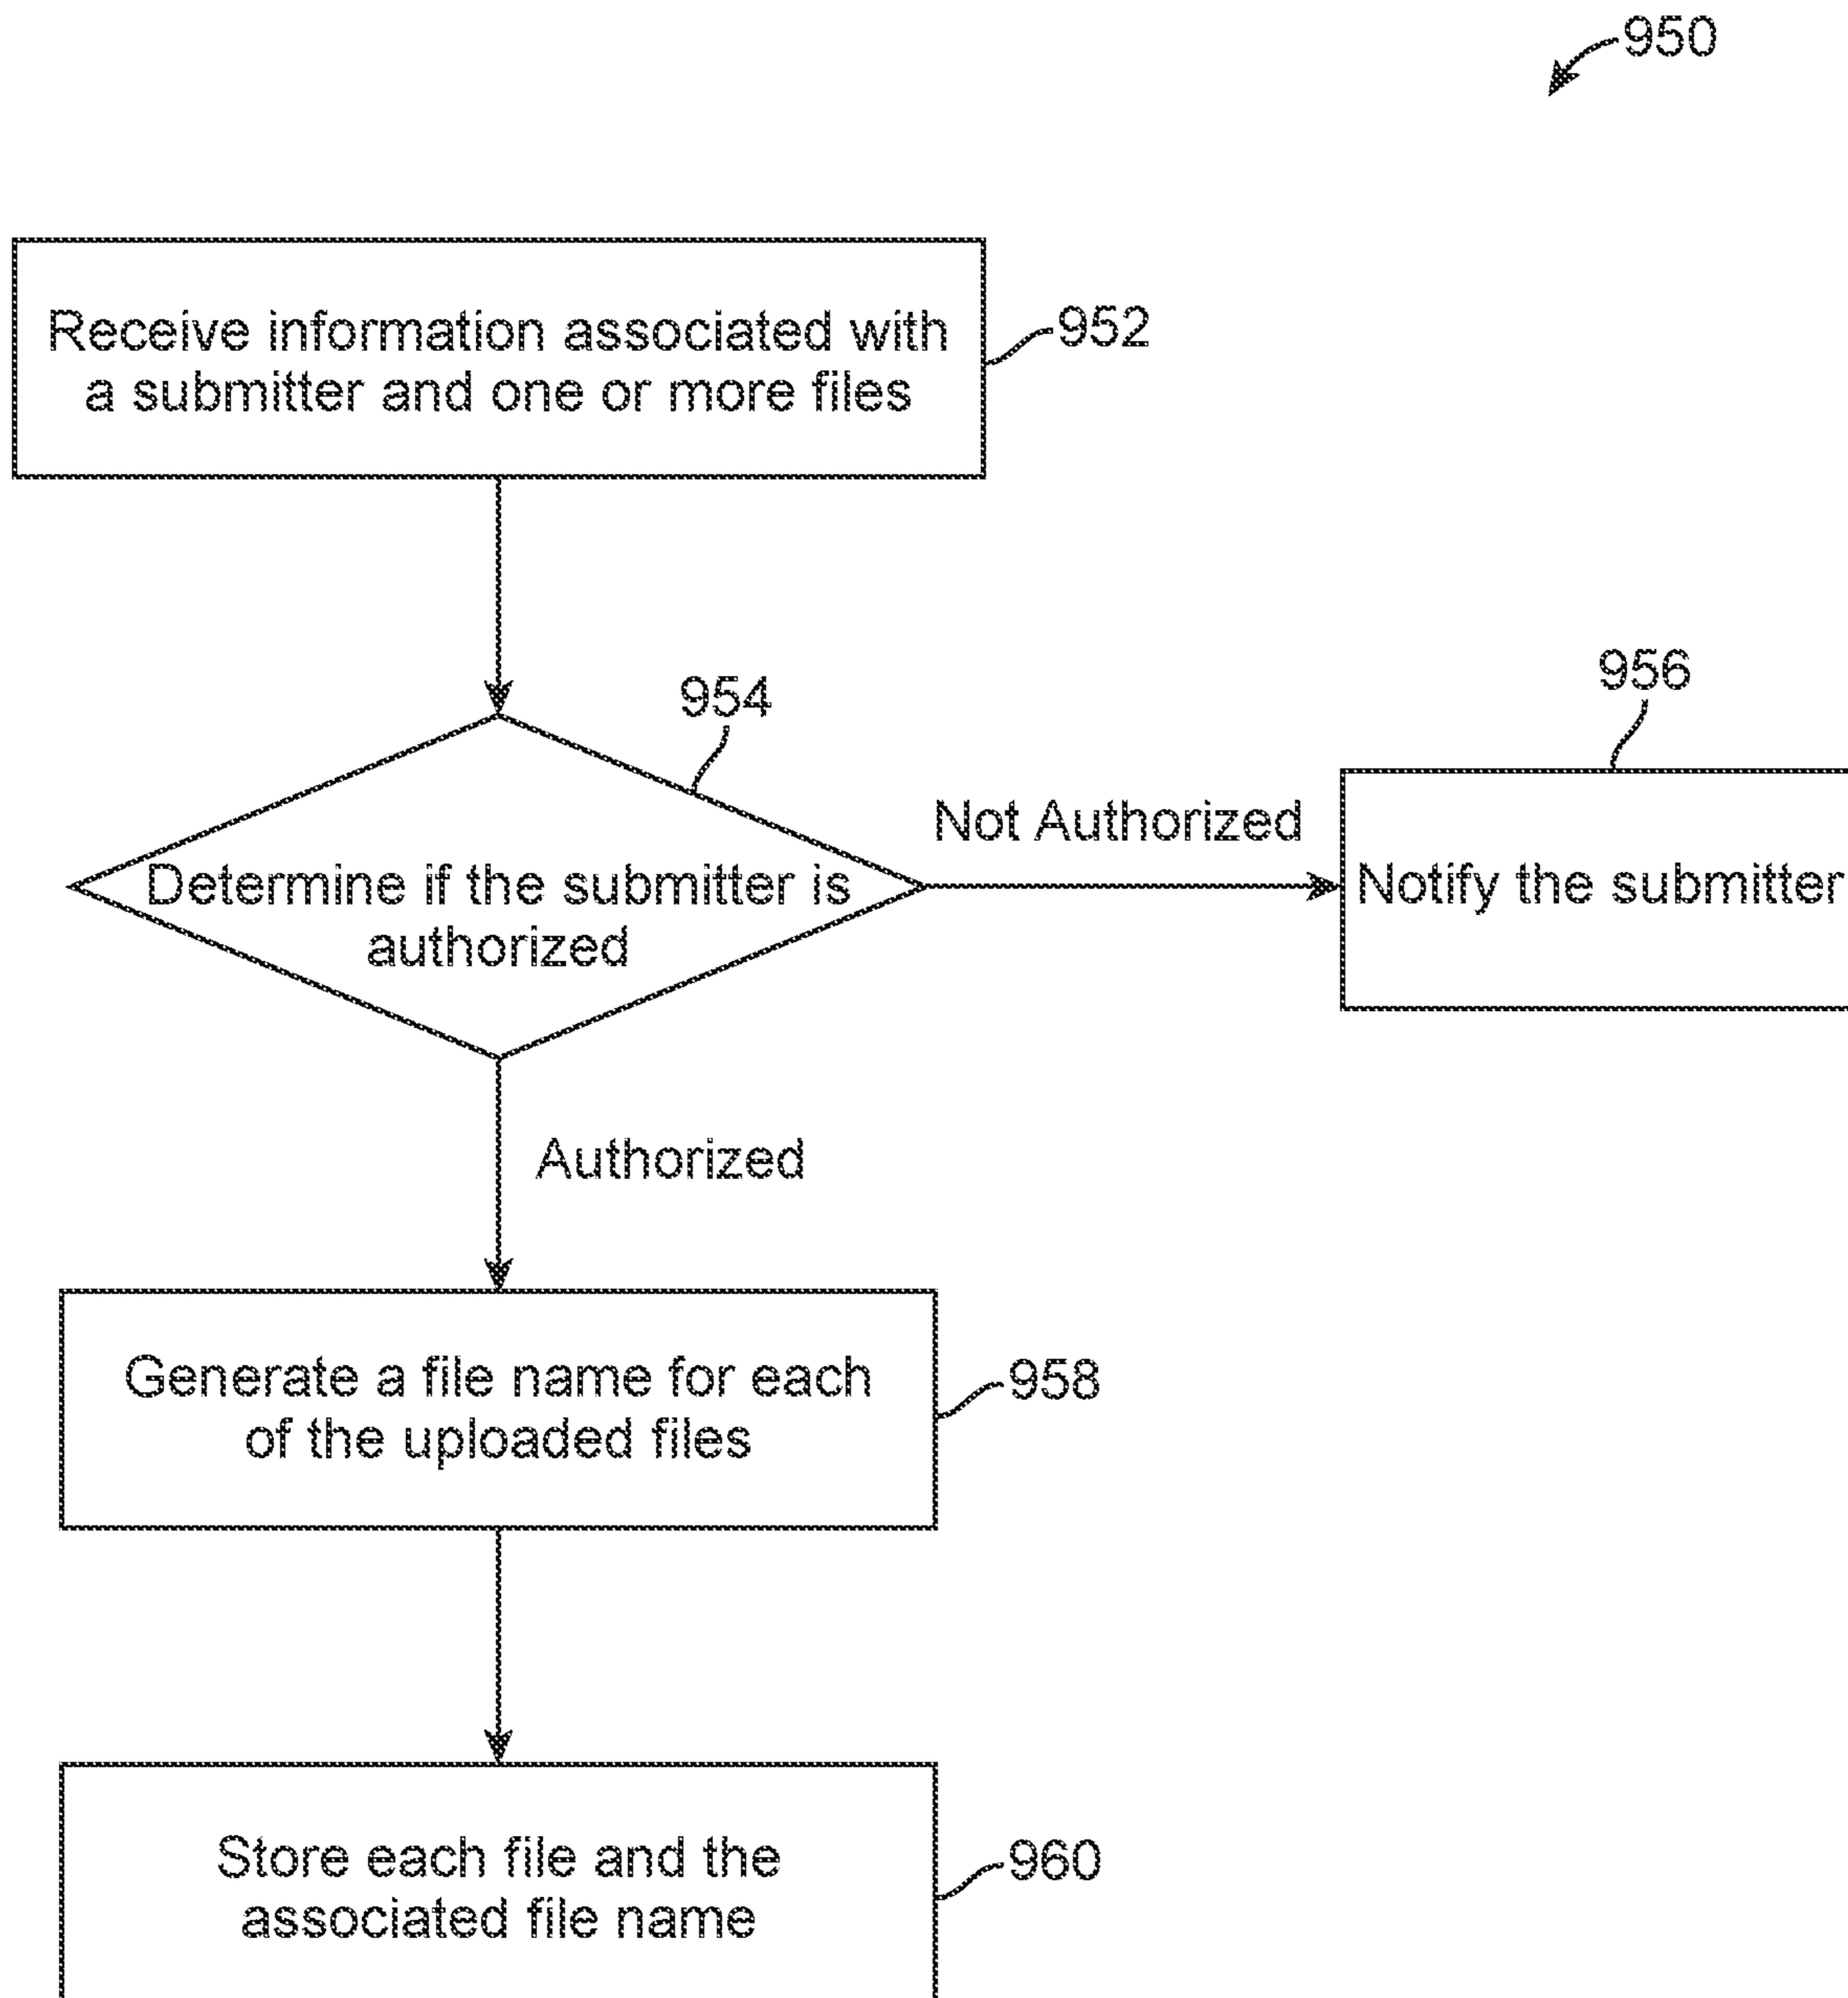 950
Receive information associated with
a submitter and one or more files
952
954
956
Determine if the submitter is
authorized
Not Authorized
Notify the submitter
Authorized
Generate a file name for each
of the uploaded files
958
Store each file and the
associated file name
960